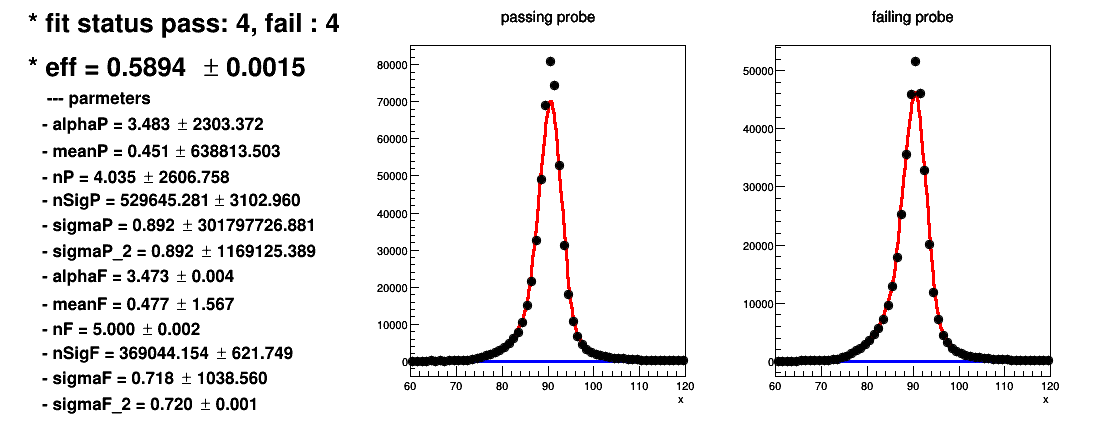 * fit status pass: 4, fail : 4
* eff = 0.5894 ± 0.0015
--- parmeters
- alphaP = 3.483 ± 2303.372
- meanP = 0.451 ± 638813.503
- nP = 4.035 ± 2606.758
- nSigP = 529645.281 ± 3102.960
- sigmaP = 0.892 ± 301797726.881
- sigmaP_2 = 0.892 ± 1169125.389
- alphaF = 3.473 ± 0.004
- meanF = 0.477 ± 1.567
- nF = 5.000 ± 0.002
- nSigF = 369044.154 ± 621.749
- sigmaF = 0.718 ± 1038.560
- sigmaF_2 = 0.720 ± 0.001
passing probe
80000
70000
60000
50000
40000
30000
20000
10000
0
60 70 80 90 100 110 120
x
failing probe
50000
40000
30000
20000
10000
0
60 70 80 90 100 110 120
x